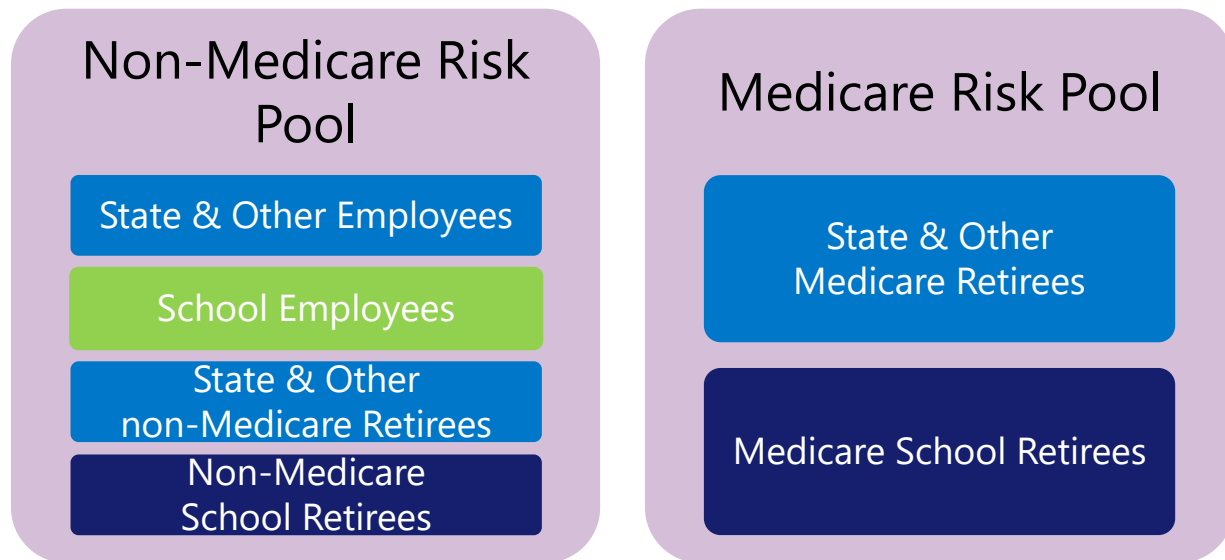 Non-Medicare Risk
Pool
State & Other Employees
School Employees
State & Other
non-Medicare Retirees
Non-Medicare
School Retirees
Medicare Risk Pool
State & Other
Medicare Retirees
Medicare School Retirees